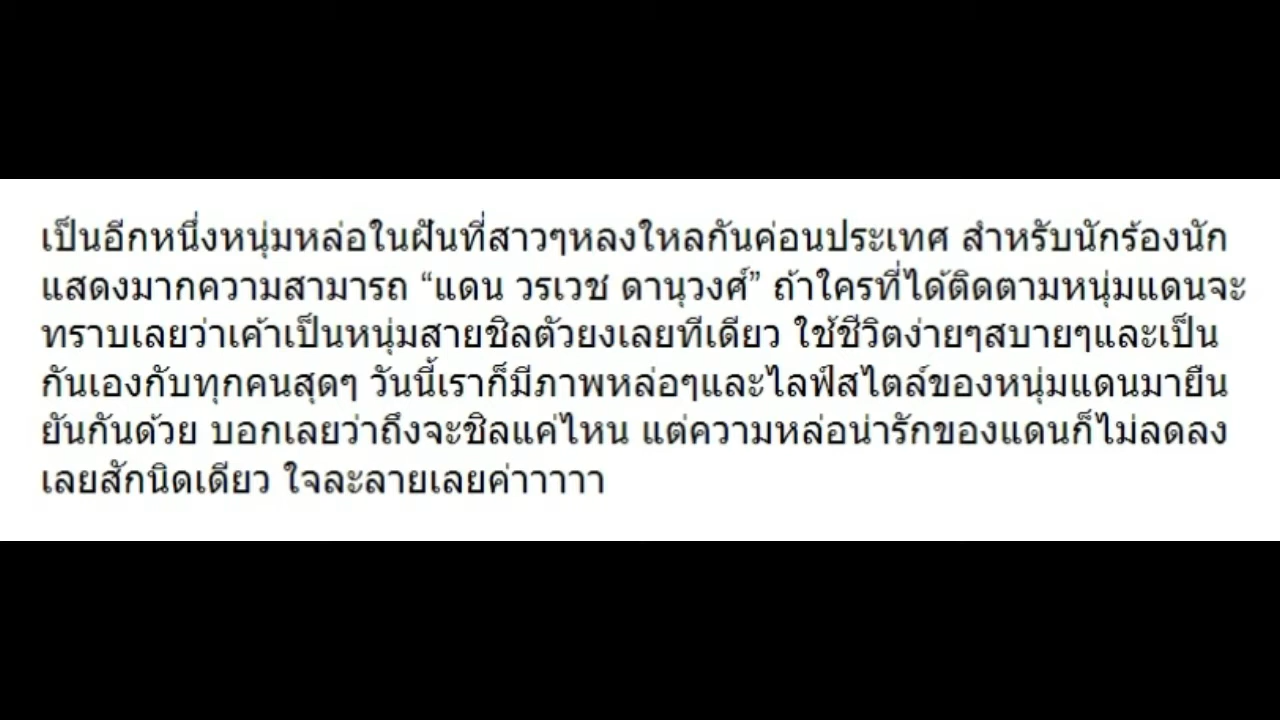 เป็นอีกหนึ่งหนุ่มหล่อในฝันที่สาวๆหลงใหลกันค่อนประเทศ สำหรับนักร้องนัก
แสดงมากความสามารถ “แดน วรเวช ดานุวงศ์” ถ้าใครที่ได้ติดตามหนุ่มแดนจะ
ทราบเลยว่าเค้าเป็นหนุ่มสายชิลตัวยงเลยทีเดียว ใช้ชีวิตง่ายๆสบายๆและเป็น
กันเองกับทุกคนสุดๆ วันนี้เราก็มีภาพหล่อๆและไลฟ์สไตล์ของหนุ่มแดนมายืน
ยันกันด้วย บอกเลยว่าถึงจะชิลแค่ไหน แต่ความหล่อน่ารักของแดนก็ไม่ลดลง
เลยสักนิดเดียว ใจละลายเลยค่าาาาา